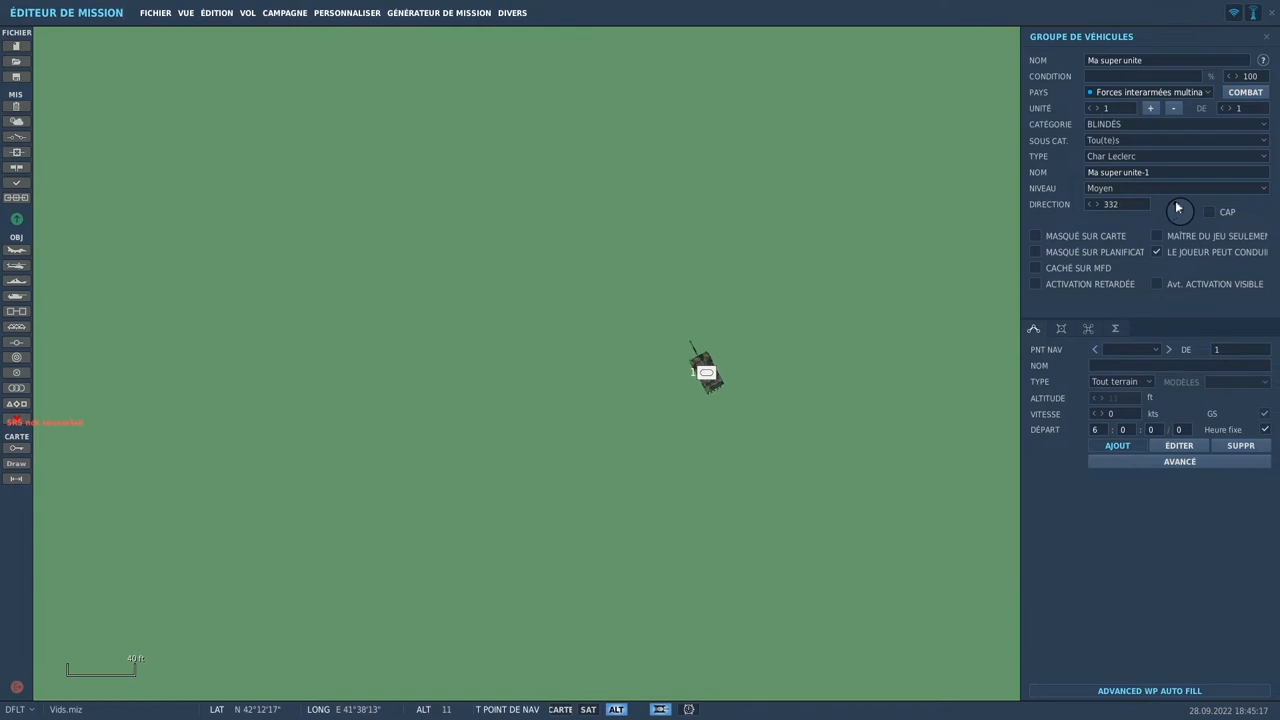 ÉDITEUR DE MISSION FICHIER VUE ÉDITION VOL CAMPAGNE PERSONNALISER GÉNÉRATEUR DE MISSION DIVERS
FICHIER
MIS
OBJ
SRS not
CARTE
Draw
1
40 ft
GROUPE DE VÉHICULES
NOM Ma super unite ?
CONDITION % < > 100
PAYS Forces interarmées multina COMBAT
UNITÉ < > 1 + - DE < > 1
CATÉGORIE BLINDÉS
SOUS CAT. Tou(te)s
TYPE Char Leclerc
NOM Ma super unite-1
NIVEAU Moyen
DIRECTION < > 332 CAP
MASQUÉ SUR CARTE MAÎTRE DU JEU SEULEMEN
MASQUÉ SUR PLANIFICAT LE JOUEUR PEUT CONDUI
CACHÉ SUR MFD
ACTIVATION RETARDÉE Avt. ACTIVATION VISIBLE
PNT NAV < > DE 1
NOM
TYPE Tout terrain MODÈLES
ALTITUDE < > 11 ft
VITESSE < > 0 kts GS
DÉPART 6 : 0 : 0 / 0 Heure fixe
AJOUT ÉDITER SUPPR
AVANCÉ
ADVANCED WP AUTO FILL
DFLT Vids.miz LAT N 42°12'17" LONG E 41°38'13" ALT 11 T POINT DE NAV CARTE SAT ALT 28.09.2022 18:45:17